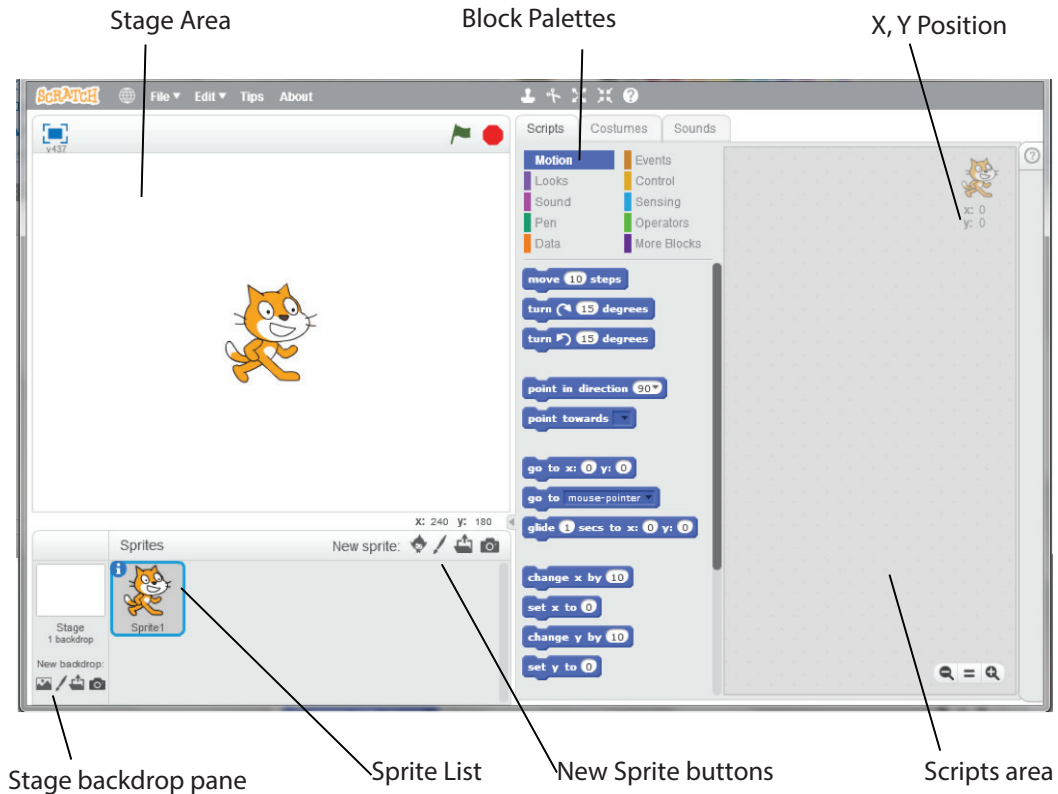 Stage Area
Block Palettes
X, Y Position
SCRATCH File Edit Tips About
v437
Scripts Costumes Sounds
Motion Events
Looks Control
Sound Sensing
Pen Operators
Data More Blocks
x: 0
y: 0
move 10 steps
turn 15 degrees
turn 15 degrees
point in direction 90
point towards
go to x: 0 y: 0
go to mouse-pointer
glide 1 secs to x: 0 y: 0
change x by 10
set x to 0
change y by 10
set y to 0
X: 240 y: 180
Sprites New sprite:
Sprite1
Stage
1 backdrop
New backdrop:
Stage backdrop pane
Sprite List
New Sprite buttons
Scripts area